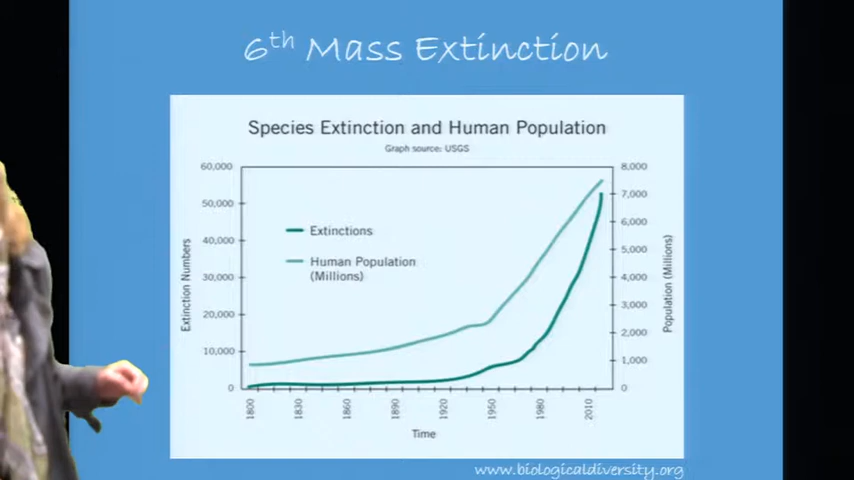 6th Mass Extinction
Species Extinction and Human Population
Graph source: USGS
60,000
50,000
40,000
30,000
20,000
10,000
0
Extinction Numbers
Extinctions
Human Population
(Millions)
8,000
7,000
6,000
5,000
4,000
3,000
2,000
1,000
0
Population (Millions)
1800
1830
1860
1890
1920
1950
1980
2010
Time
www.biologicaldiversity.org